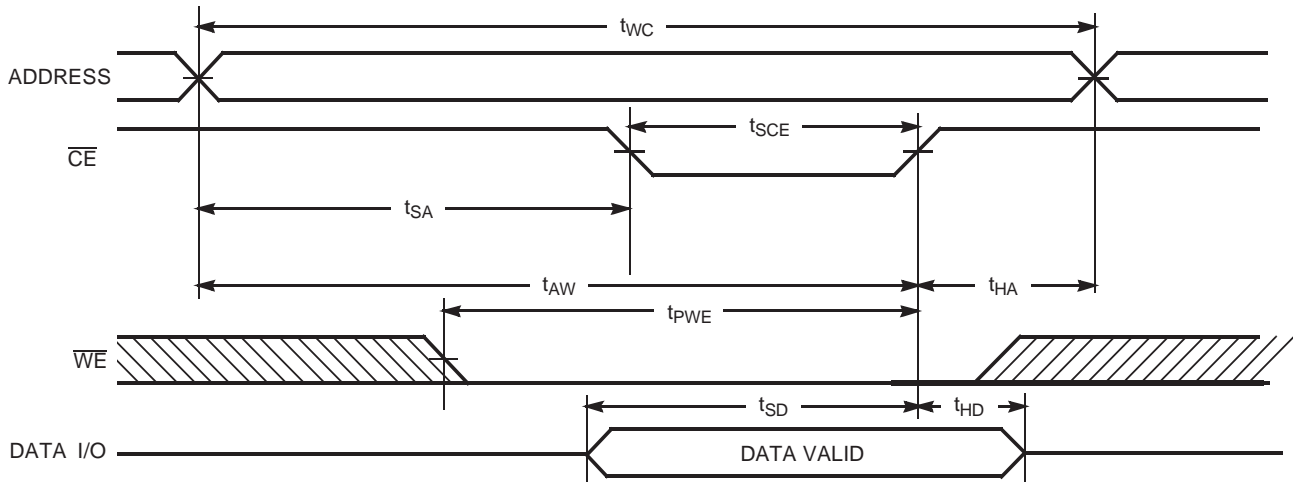 tWC
ADDRESS
tSCE
CE
tSA
tAW
tHA
tPWE
WE
tSD
tHD
DATA I/O
DATA VALID